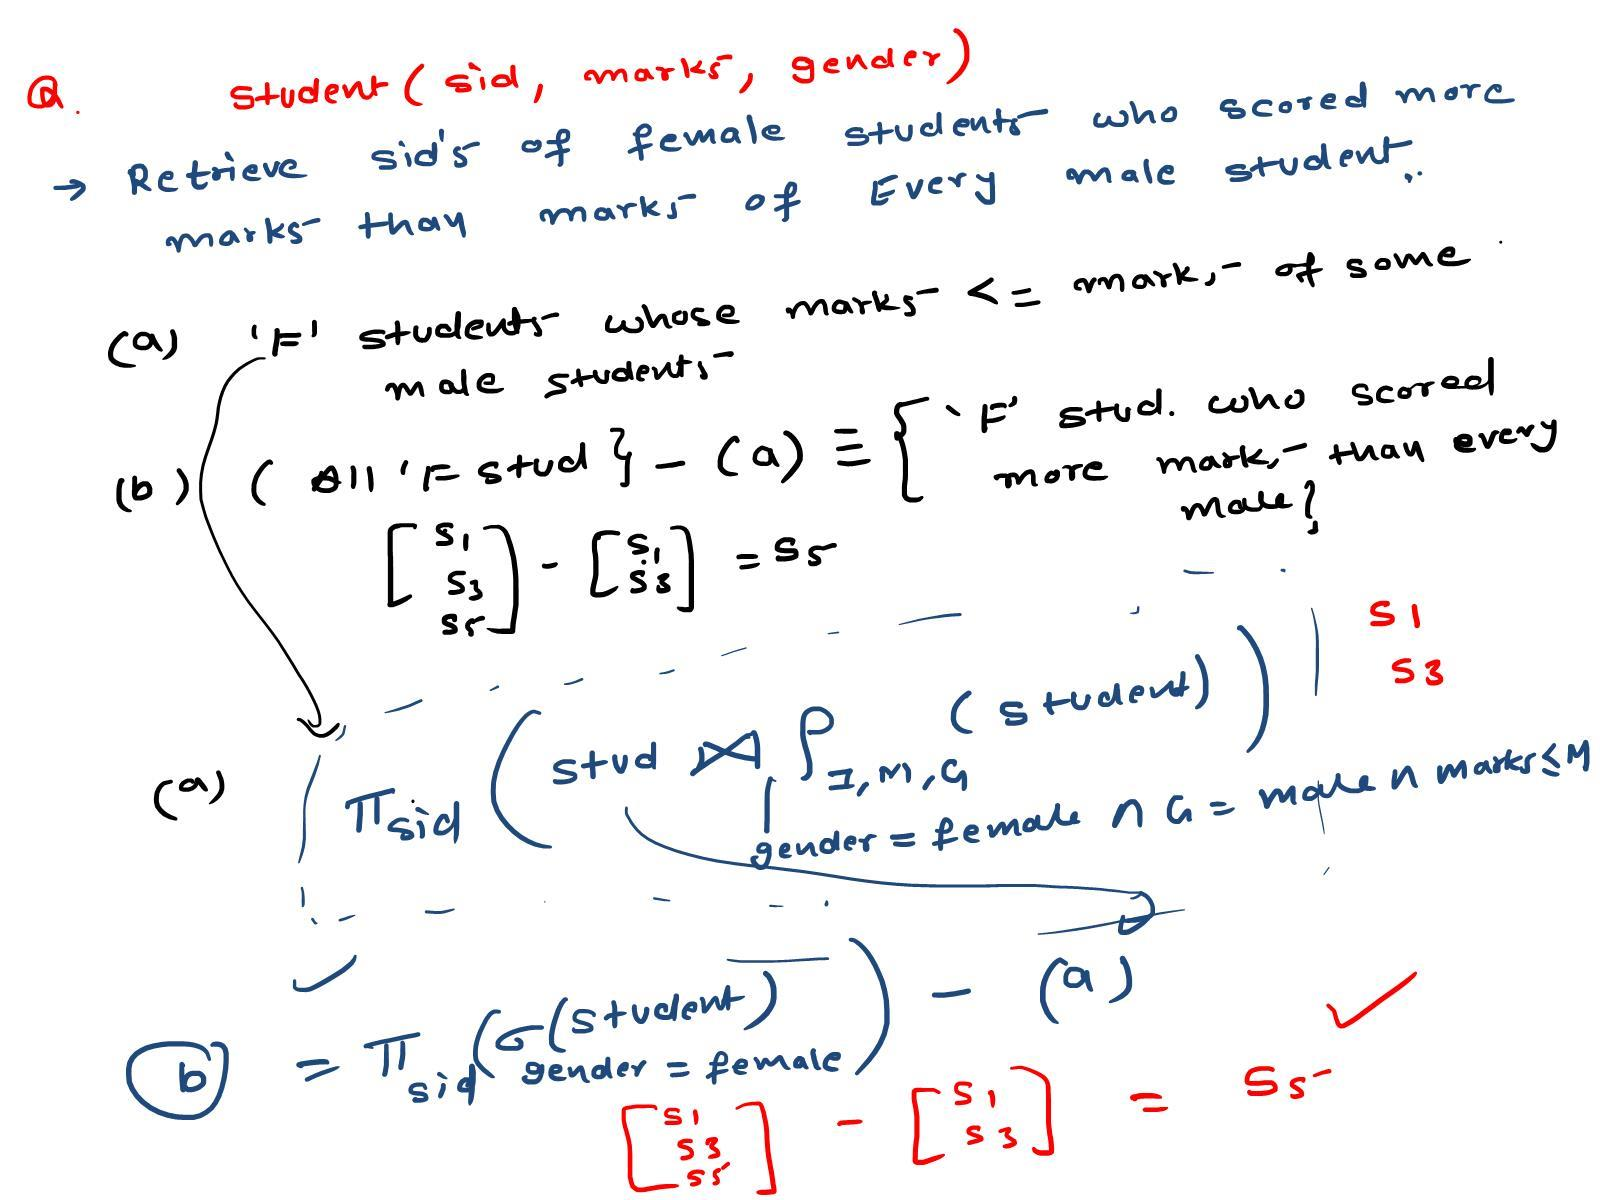 Q. student ( sid, marks, gender )
→ Retrieve sid's of female students who scored more
marks than marks of Every male student.
(a) 'F' students whose marks <= marks of some
male students
(b) ( All 'F stud } - (a) ≡ { 'F' stud. who scored
more marks than every
male }
[ S1 S3 S5 ] - [ S1 S3 ] = S5
S1
S3
(a) π sid ( stud ⋈ ρ I, M, G ( student ) )
gender = female ∩ G = male ∩ marks ≤ M
(b) = π sid ( σ ( student ) gender = female ) - (a)
[ S1 S3 S5 ] - [ S1 S3 ] = S5